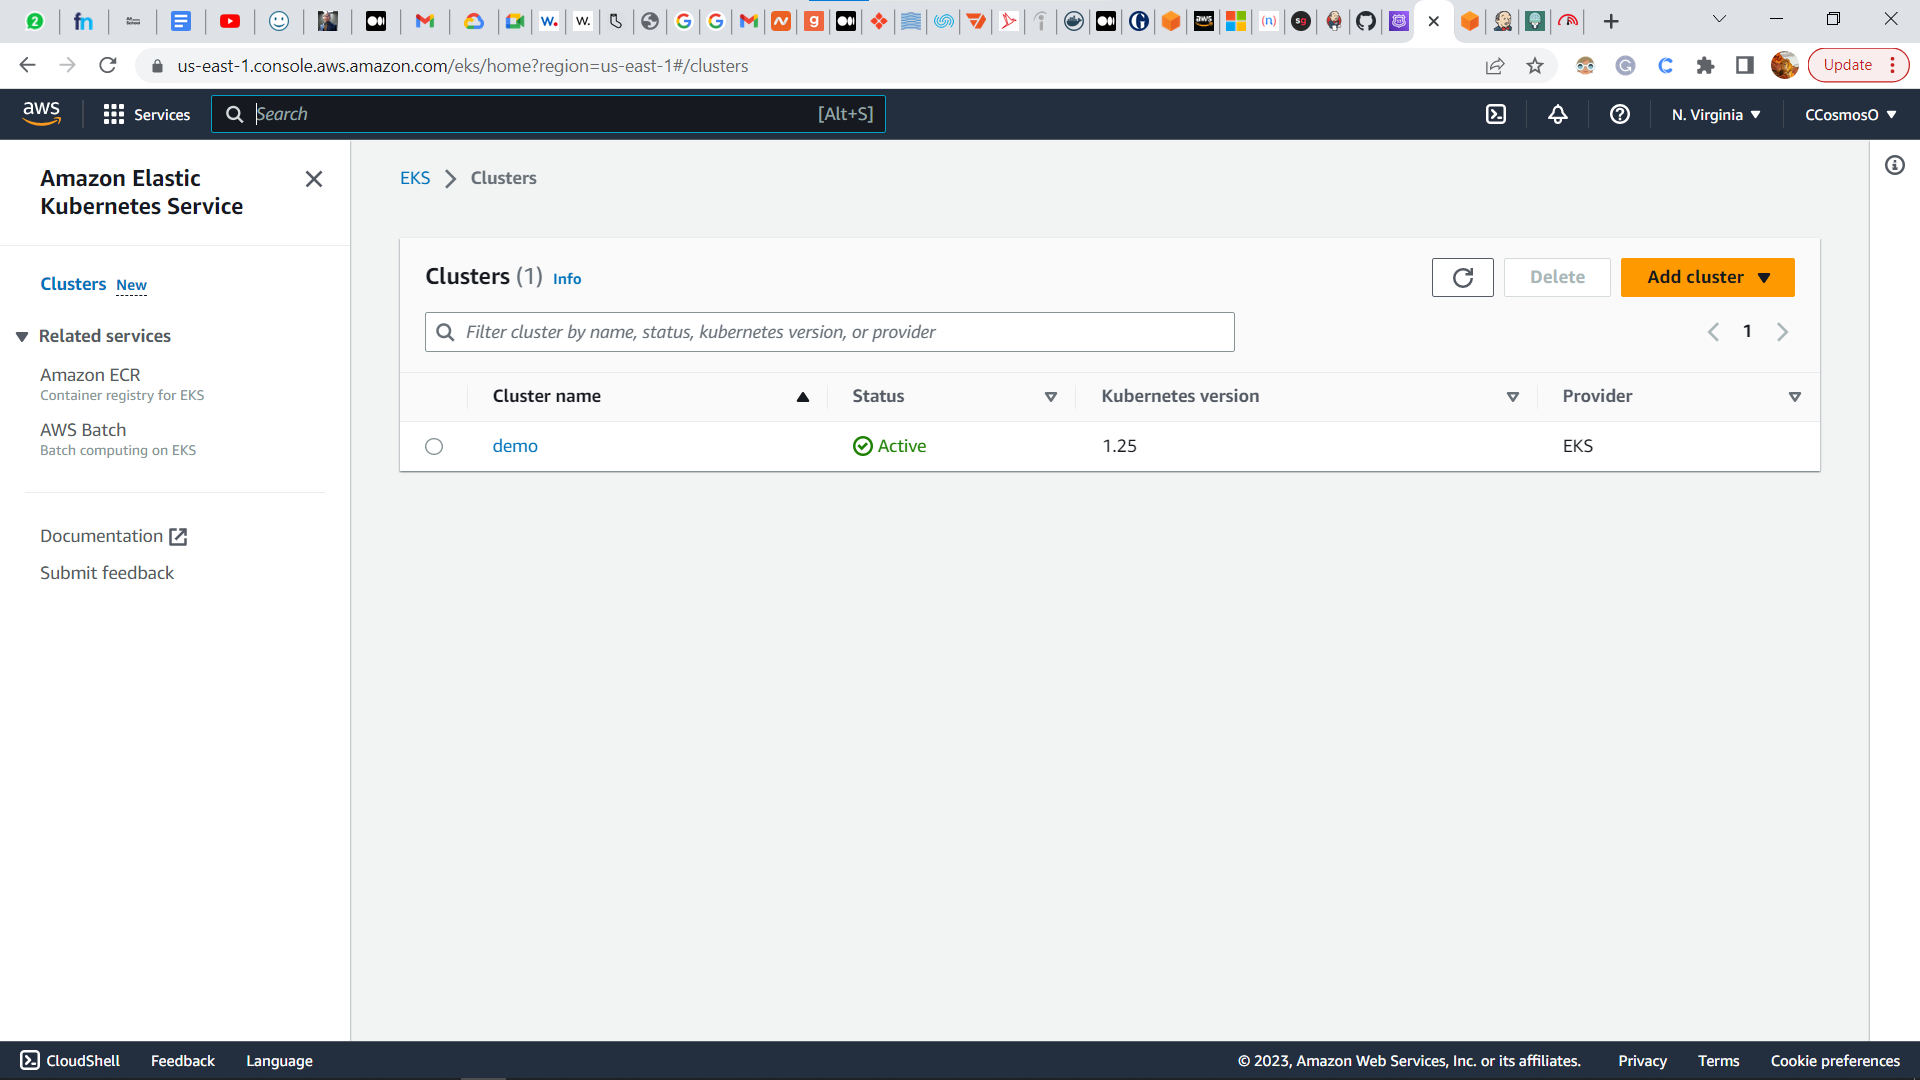 us-east-1.console.aws.amazon.com/eks/home?region=us-east-1#/clusters
Update
aws
Services
Search
[Alt+S]
N. Virginia
CCosmosO
Amazon Elastic
Kubernetes Service
Clusters New
Related services
Amazon ECR
Container registry for EKS
AWS Batch
Batch computing on EKS
Documentation
Submit feedback
EKS
Clusters
Clusters (1) Info
Delete
Add cluster
Filter cluster by name, status, kubernetes version, or provider
1
Cluster name
Status
Kubernetes version
Provider
demo
Active
1.25
EKS
CloudShell
Feedback
Language
© 2023, Amazon Web Services, Inc. or its affiliates.
Privacy
Terms
Cookie preferences